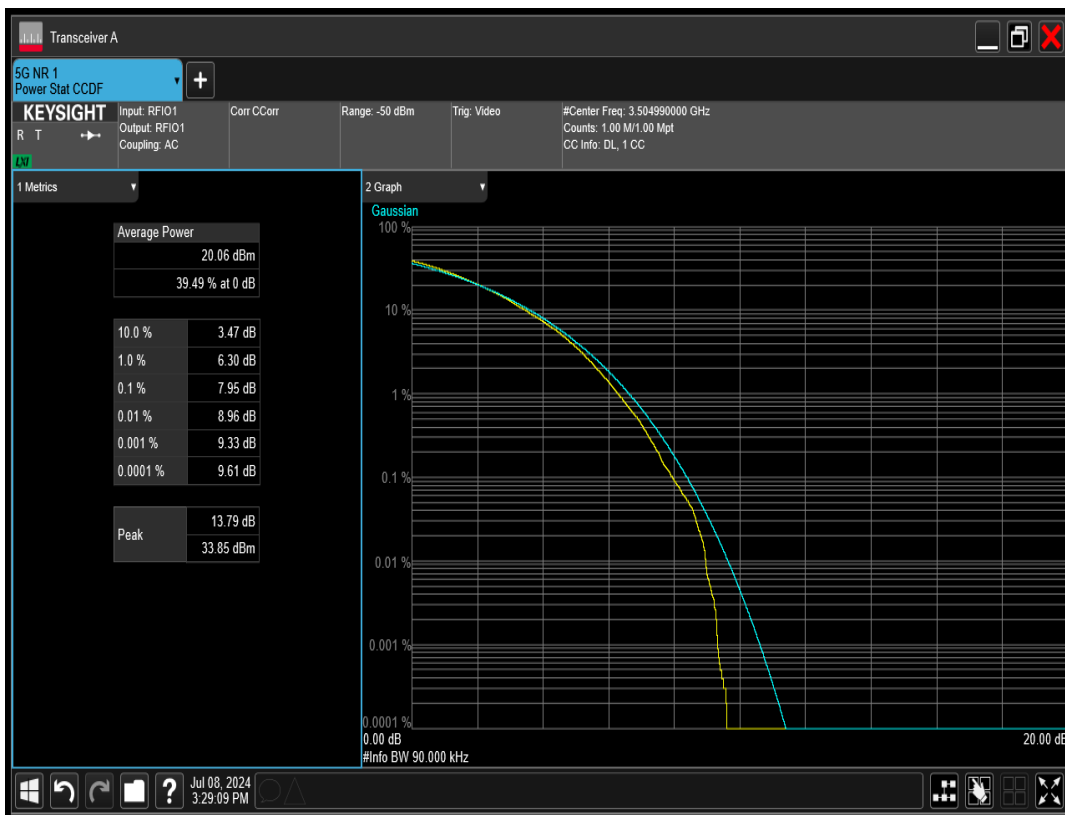 Transceiver A
5G NR 1
Power Stat CCDF
+
KEYSIGHT
R T
LXI
Input: RFIO1
Output: RFIO1
Coupling: AC
Corr CCorr
Range: -50 dBm
Trig: Video
#Center Freq: 3.504990000 GHz
Counts: 1.00 M/1.00 Mpt
CC Info: DL, 1 CC
1 Metrics
Average Power
20.06 dBm
39.49 % at 0 dB
10.0 % 3.47 dB
1.0 % 6.30 dB
0.1 % 7.95 dB
0.01 % 8.96 dB
0.001 % 9.33 dB
0.0001 % 9.61 dB
Peak
13.79 dB
33.85 dBm
2 Graph
Gaussian
100 %
10 %
1 %
0.1 %
0.01 %
0.001 %
0.0001 %
0.00 dB 20.00 dB
#Info BW 90.000 kHz
?
Jul 08, 2024
3:29:09 PM